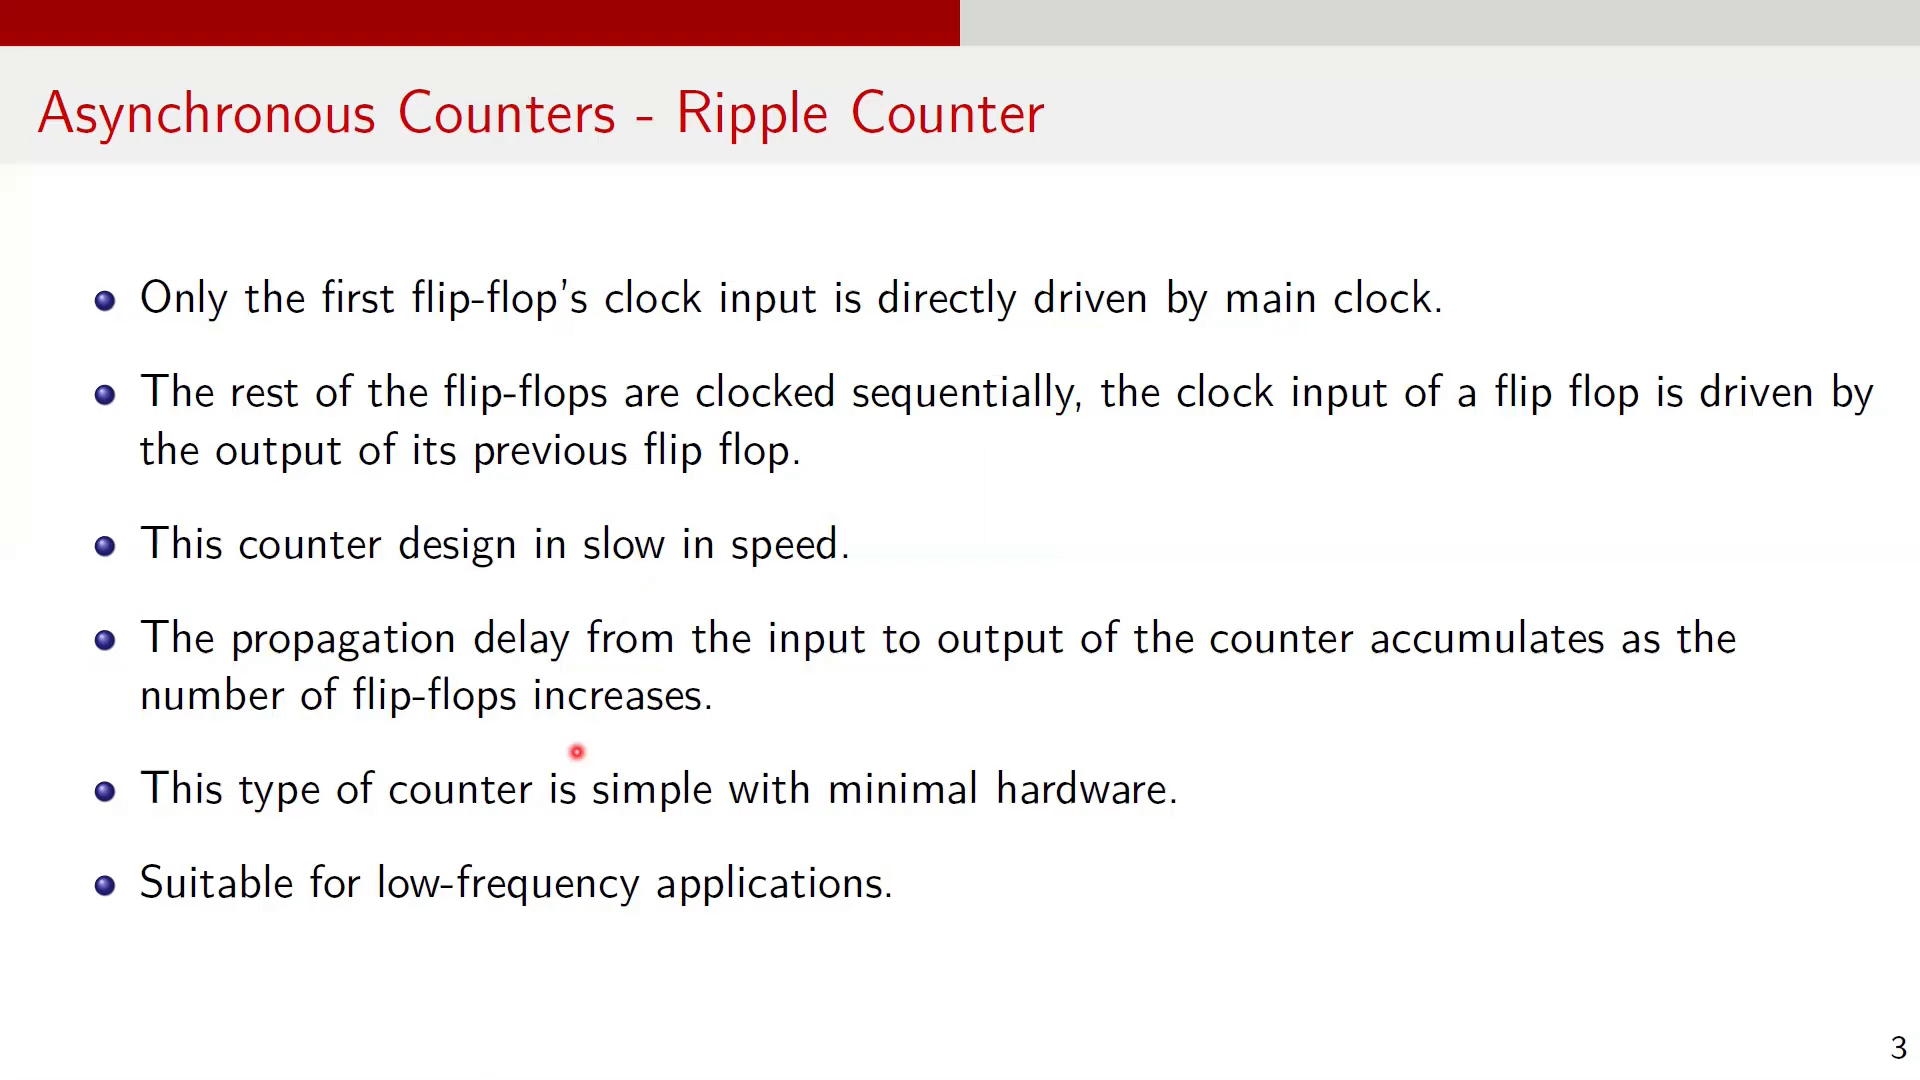 Asynchronous Counters - Ripple Counter
Only the first flip-flop's clock input is directly driven by main clock.
The rest of the flip-flops are clocked sequentially, the clock input of a flip flop is driven by
the output of its previous flip flop.
This counter design in slow in speed.
The propagation delay from the input to output of the counter accumulates as the
number of flip-flops increases.
This type of counter is simple with minimal hardware.
Suitable for low-frequency applications.
3